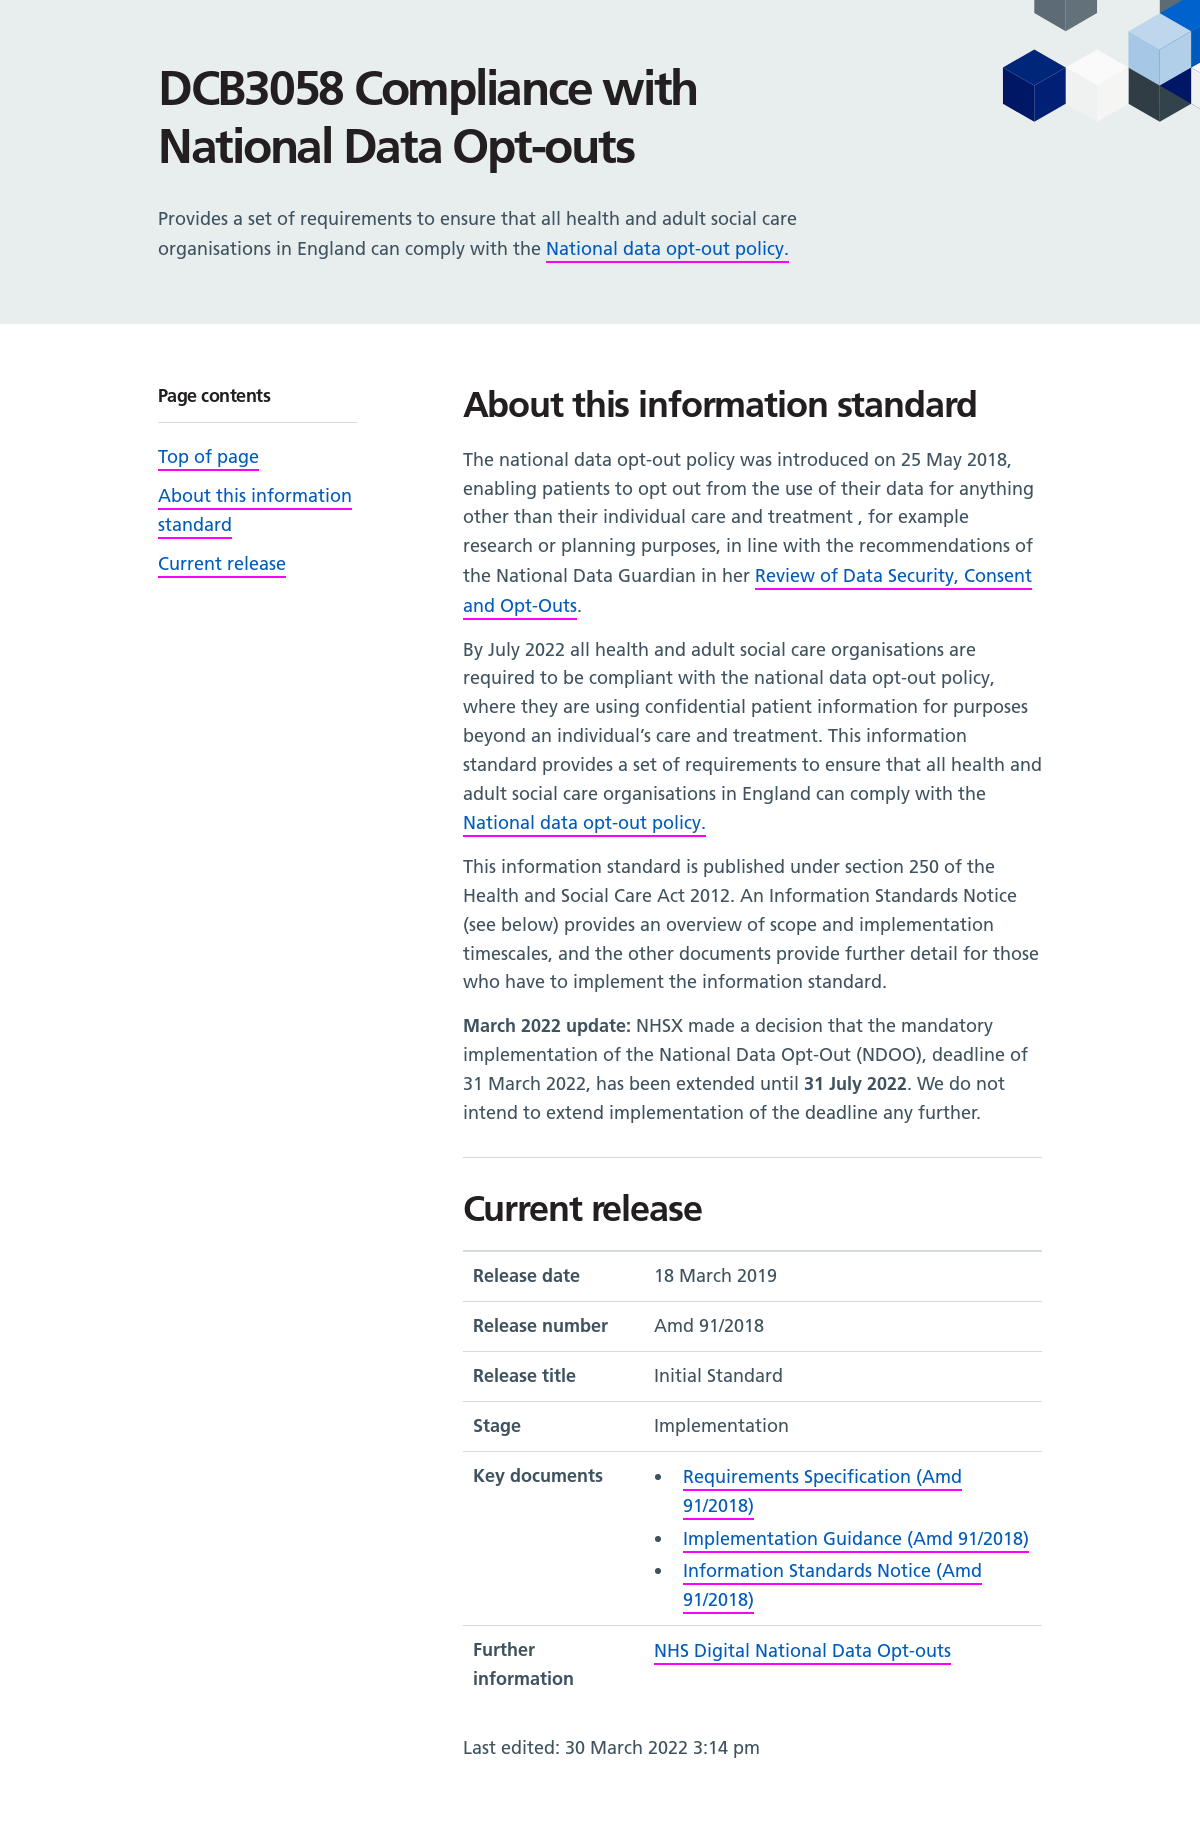 DCB3058 Compliance with
National Data Opt-outs
Provides a set of requirements to ensure that all health and adult social care
organisations in England can comply with the National data opt-out policy.
Page contents
Top of page
About this information
standard
Current release
About this information standard
The national data opt-out policy was introduced on 25 May 2018,
enabling patients to opt out from the use of their data for anything
other than their individual care and treatment , for example
research or planning purposes, in line with the recommendations of
the National Data Guardian in her Review of Data Security, Consent
and Opt-Outs.
By July 2022 all health and adult social care organisations are
required to be compliant with the national data opt-out policy,
where they are using confidential patient information for purposes
beyond an individual's care and treatment. This information
standard provides a set of requirements to ensure that all health and
adult social care organisations in England can comply with the
National data opt-out policy.
This information standard is published under section 250 of the
Health and Social Care Act 2012. An Information Standards Notice
(see below) provides an overview of scope and implementation
timescales, and the other documents provide further detail for those
who have to implement the information standard.
March 2022 update: NHSX made a decision that the mandatory
implementation of the National Data Opt-Out (NDOO), deadline of
31 March 2022, has been extended until 31 July 2022. We do not
intend to extend implementation of the deadline any further.
Current release
Release date 18 March 2019
Release number Amd 91/2018
Release title Initial Standard
Stage Implementation
Key documents • Requirements Specification (Amd
91/2018)
• Implementation Guidance (Amd 91/2018)
• Information Standards Notice (Amd
91/2018)
Further NHS Digital National Data Opt-outs
information
Last edited: 30 March 2022 3:14 pm